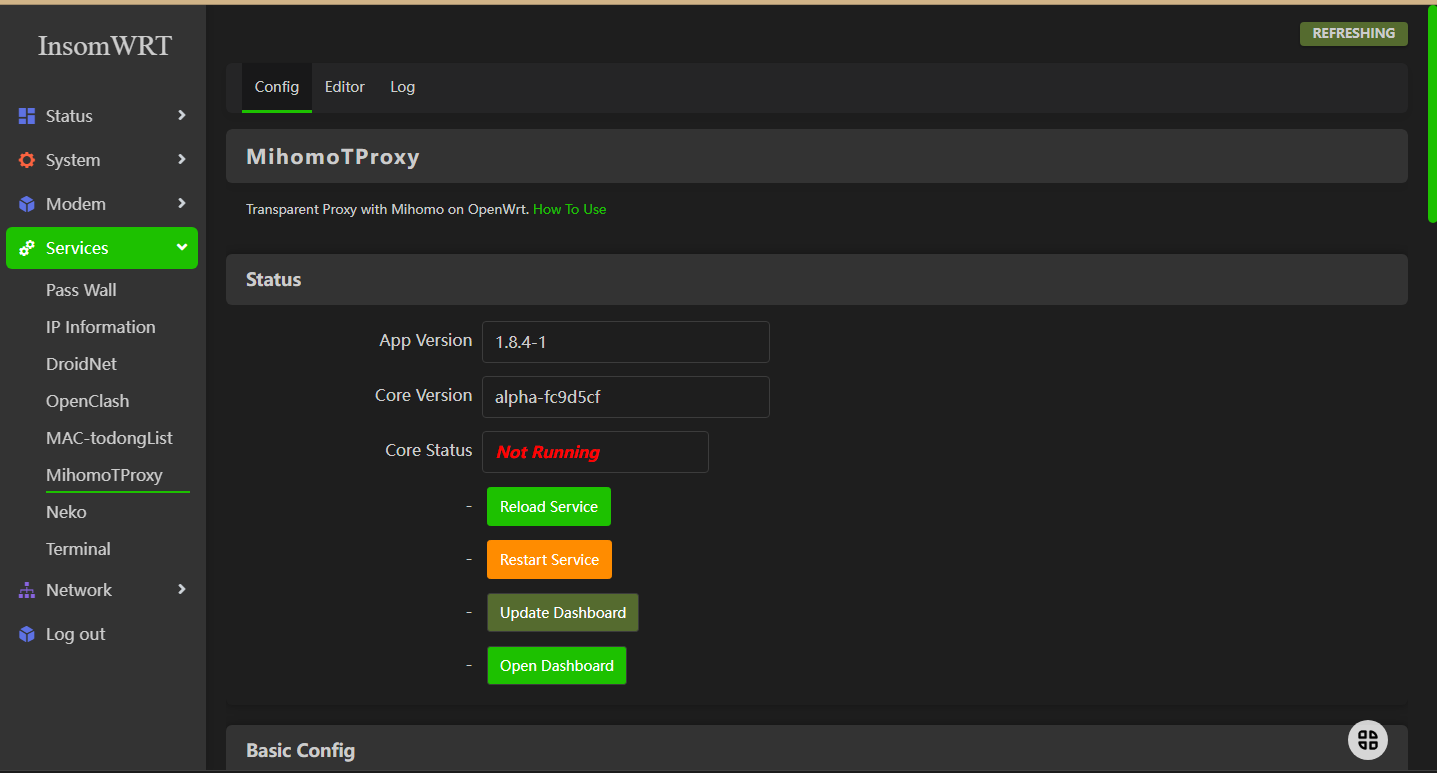 InsomWRT
REFRESHING
Status
System
Modem
Services
Pass Wall
IP Information
DroidNet
OpenClash
MAC-todongList
MihomoTProxy
Neko
Terminal
Network
Log out
Config Editor Log
MihomoTProxy
Transparent Proxy with Mihomo on OpenWrt. How To Use
Status
App Version 1.8.4-1
Core Version alpha-fc9d5cf
Core Status Not Running
- Reload Service
- Restart Service
- Update Dashboard
- Open Dashboard
Basic Config